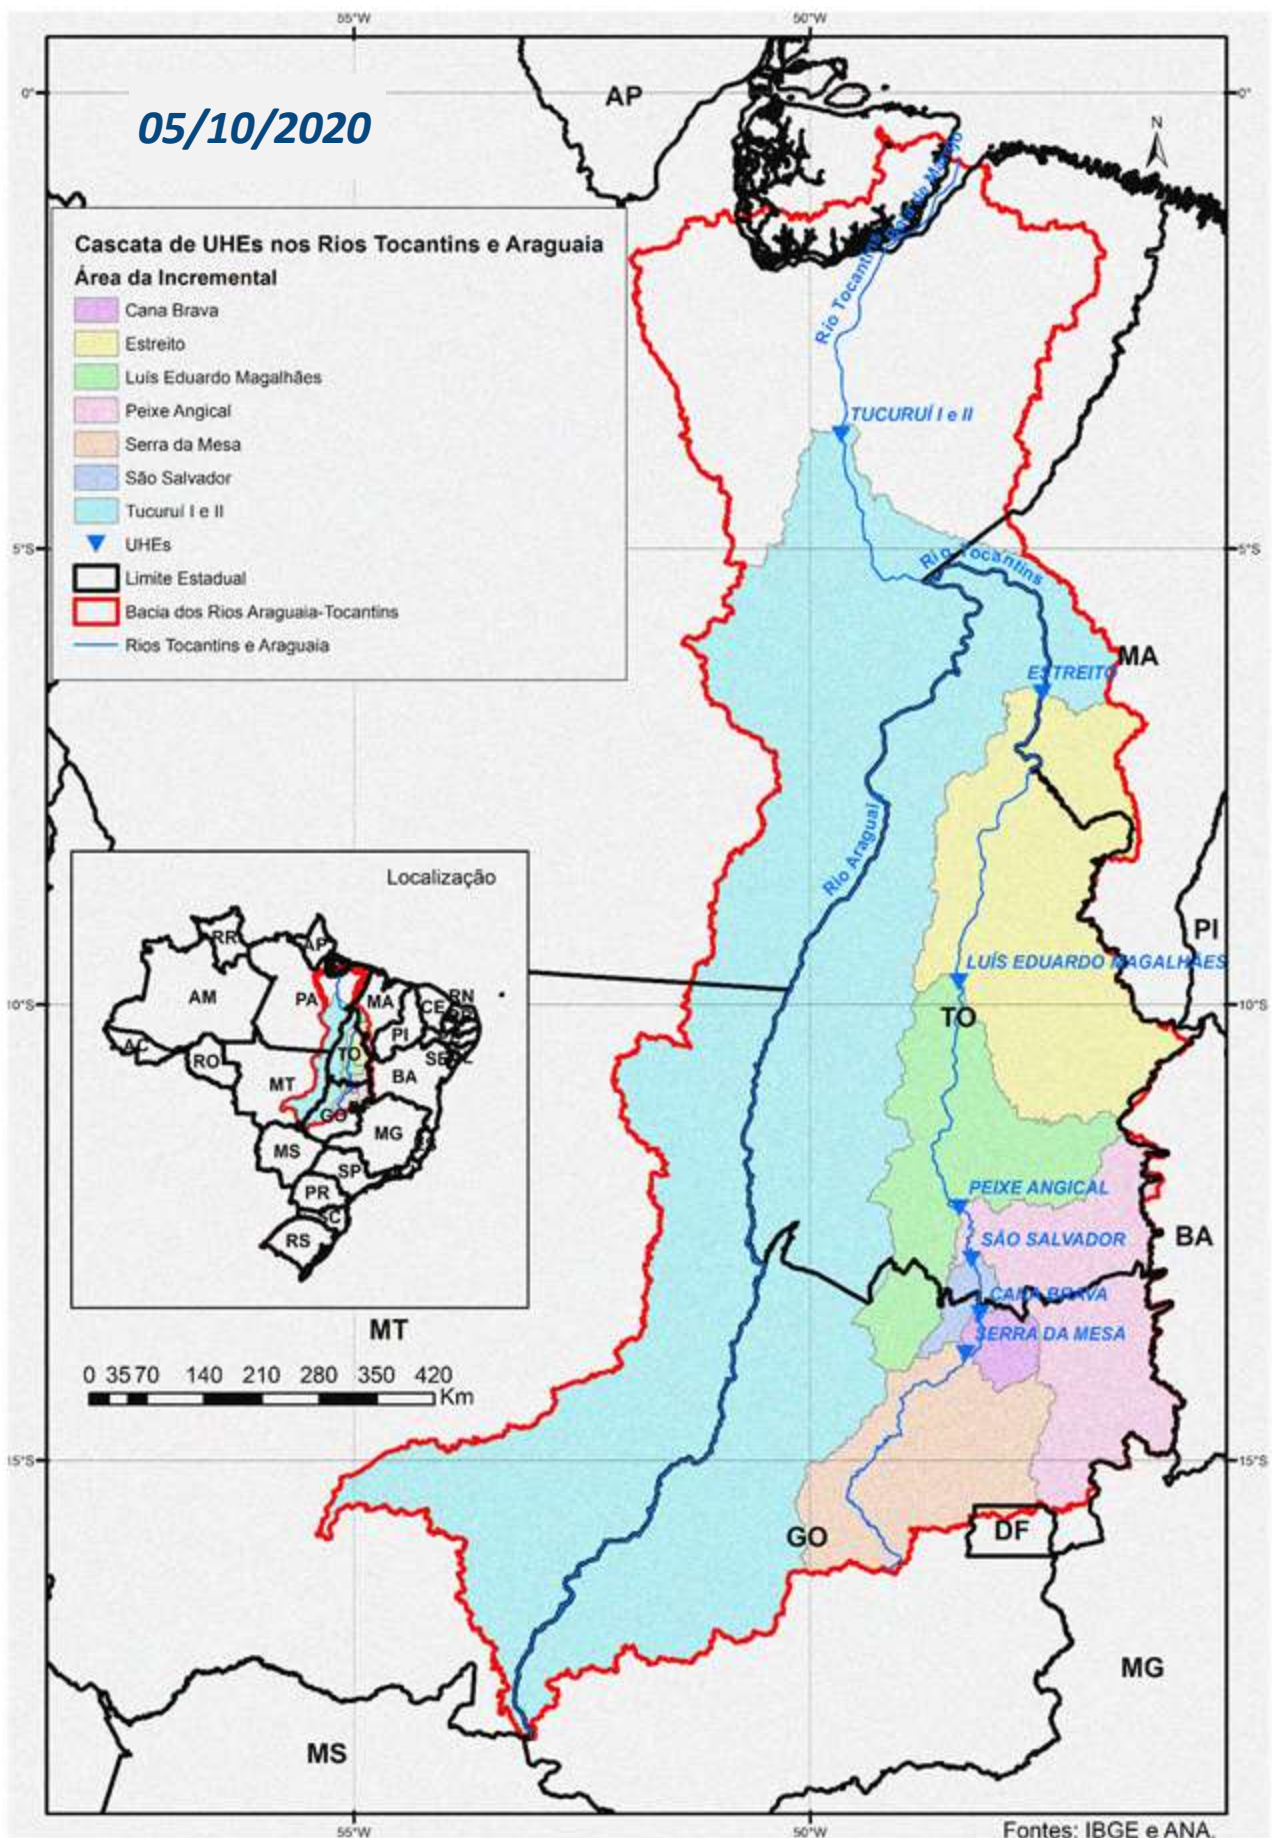 55°W
50°W
0°
0°
AP
N
05/10/2020
Cascata de UHEs nos Rios Tocantins e Araguaia
Área da Incremental
Cana Brava
Estreito
Luís Eduardo Magalhães
Peixe Angical
Serra da Mesa
São Salvador
Tucuruí I e II
UHEs
Limite Estadual
Bacia dos Rios Araguaia-Tocantins
Rios Tocantins e Araguaia
Rio Tocantins
TUCURUÍ I e II
5°S
5°S
Rio Tocantins
MA
ESTREITO
Rio Araguai
PI
LUÍS EDUARDO MAGALHÃES
10°S
TO
Localização
RR
AP
AM
PA
MA
CE
RN
PI
AC
RO
TO
SE
MT
BA
GO
MS
MG
SP
PR
SC
RS
PEIXE ANGICAL
SÃO SALVADOR
BA
CANA BRAVA
SERRA DA MESA
MT
0 35 70 140 210 280 350 420
Km
15°S
15°S
GO
DF
MG
MS
55°W
50°W
Fontes: IBGE e ANA.